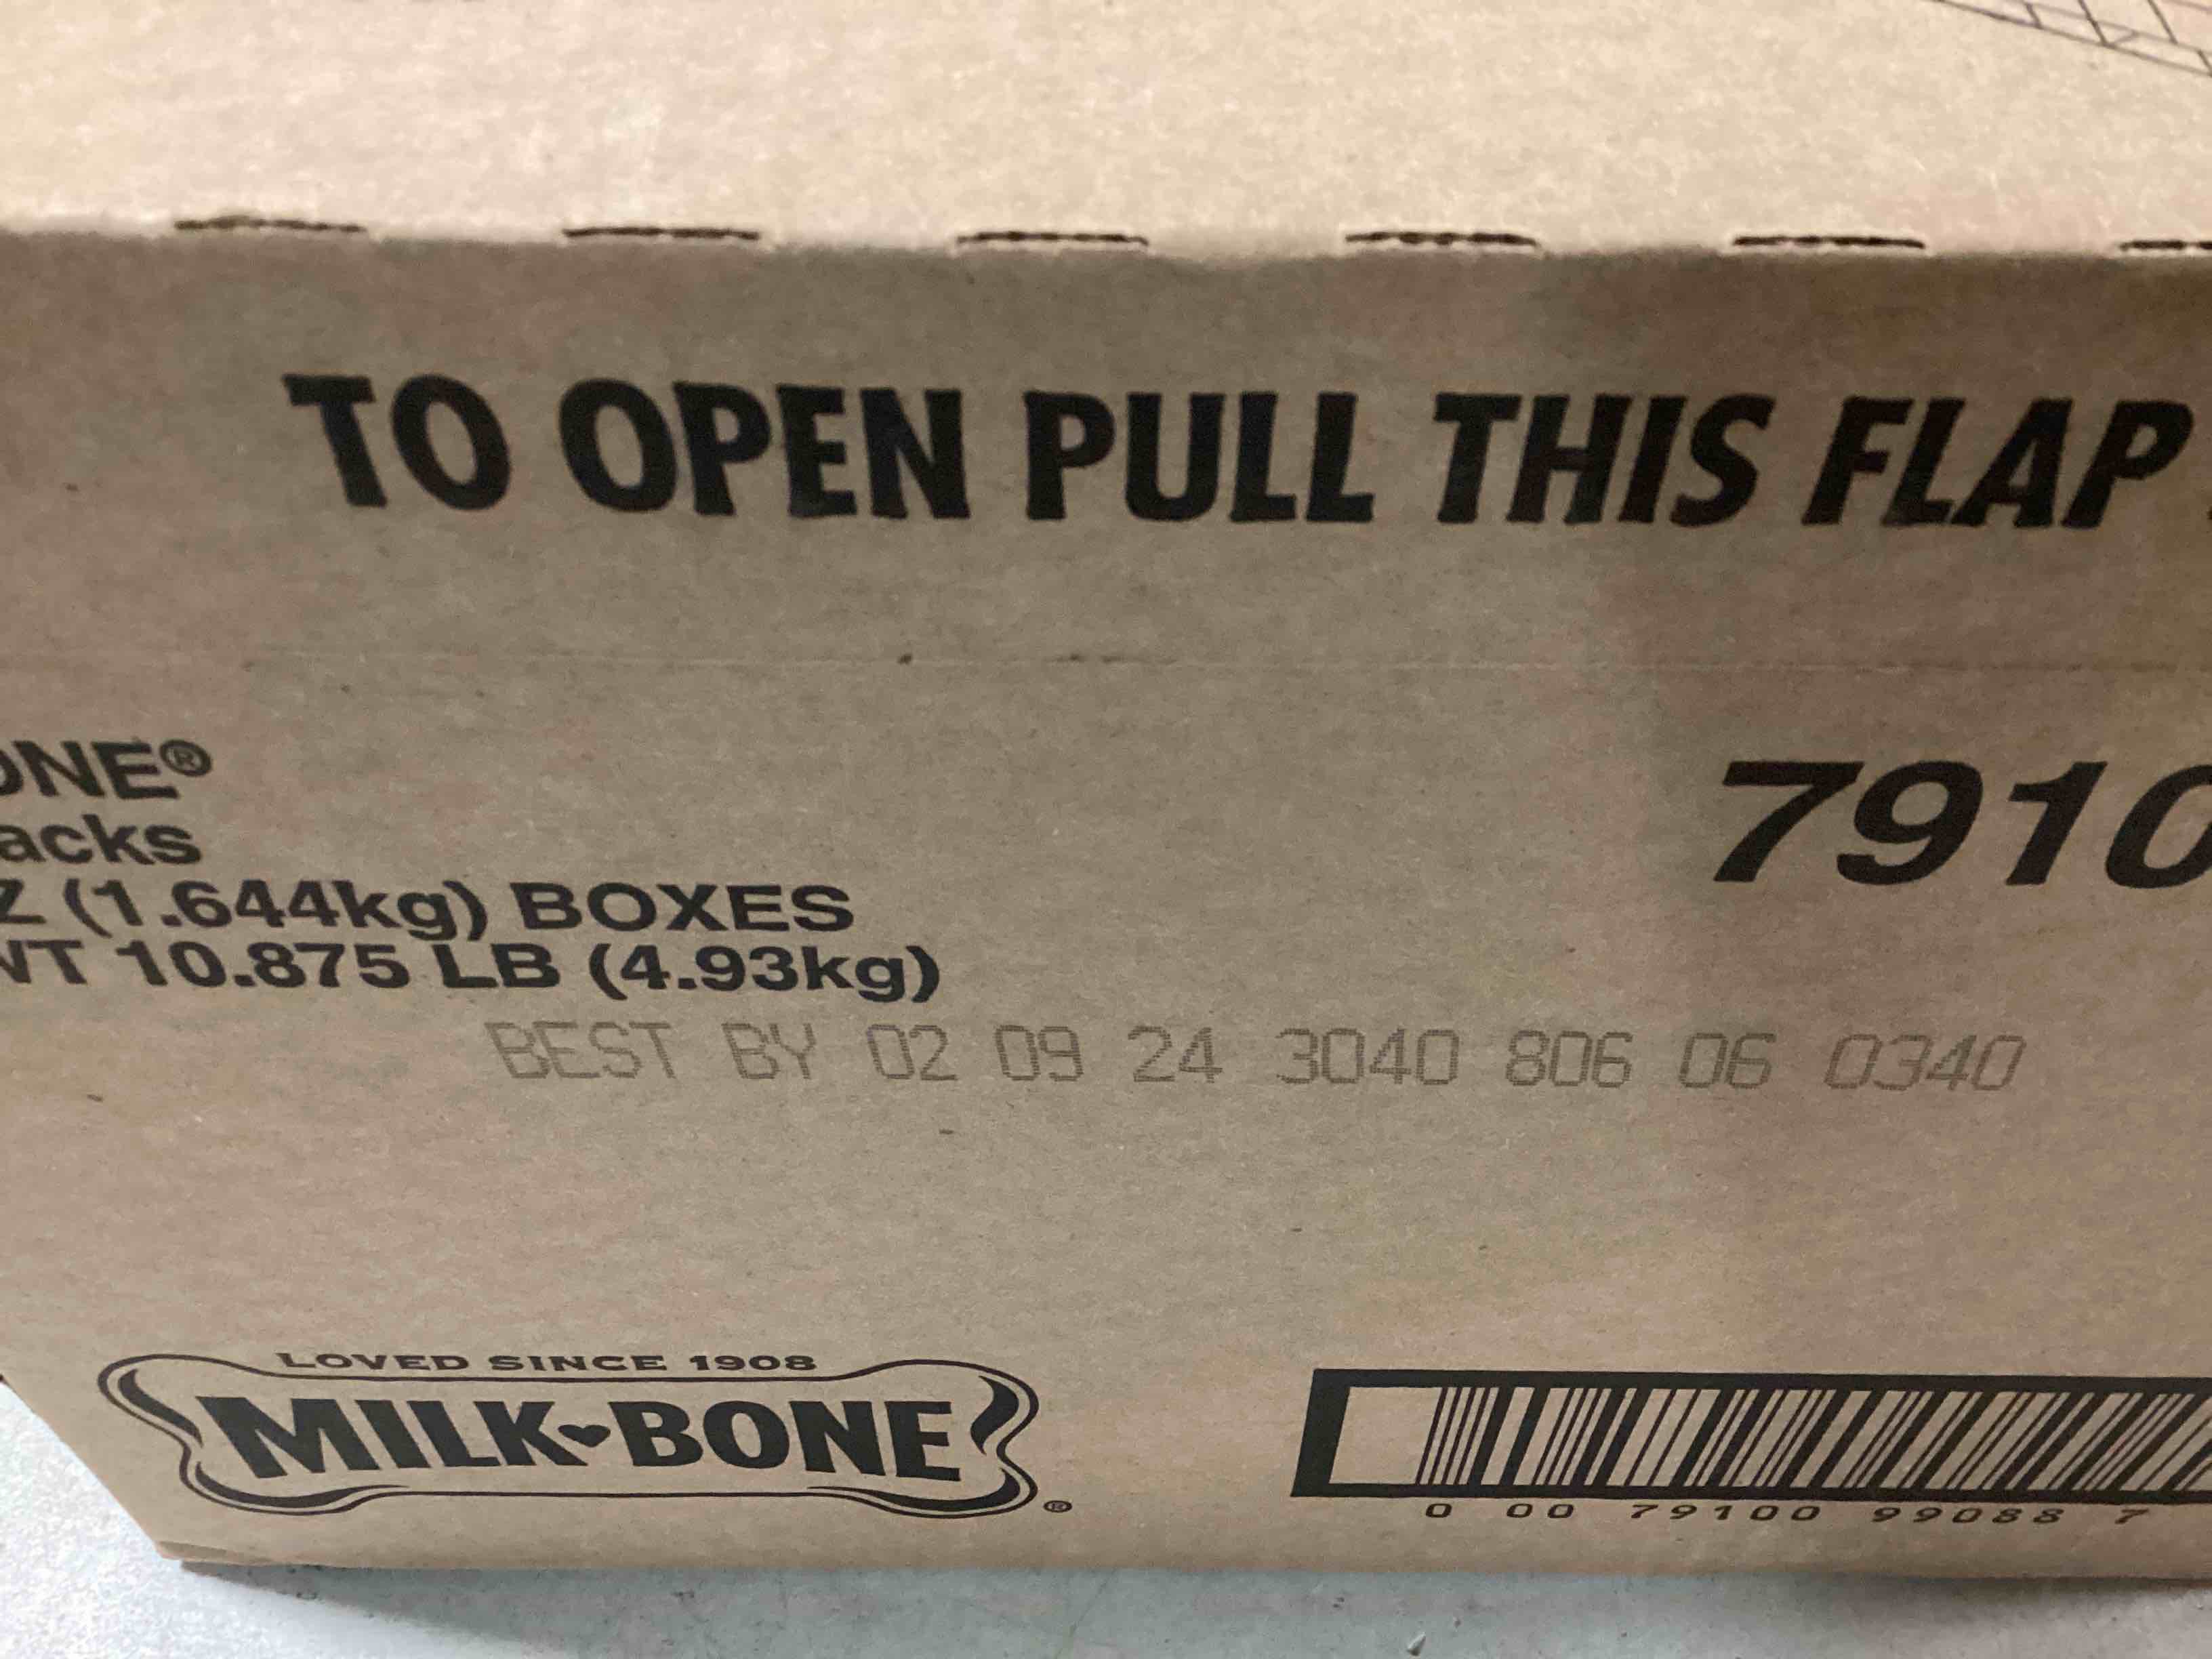 TO OPEN PULL THIS FLAP
ONE®
acks
Z (1.644kg) BOXES
WT 10.875 LB (4.93kg)
7910
BEST BY 02 09 24 3040 806 06 0340
LOVED SINCE 1908
MILK-BONE®
0 00 79100 99088 7